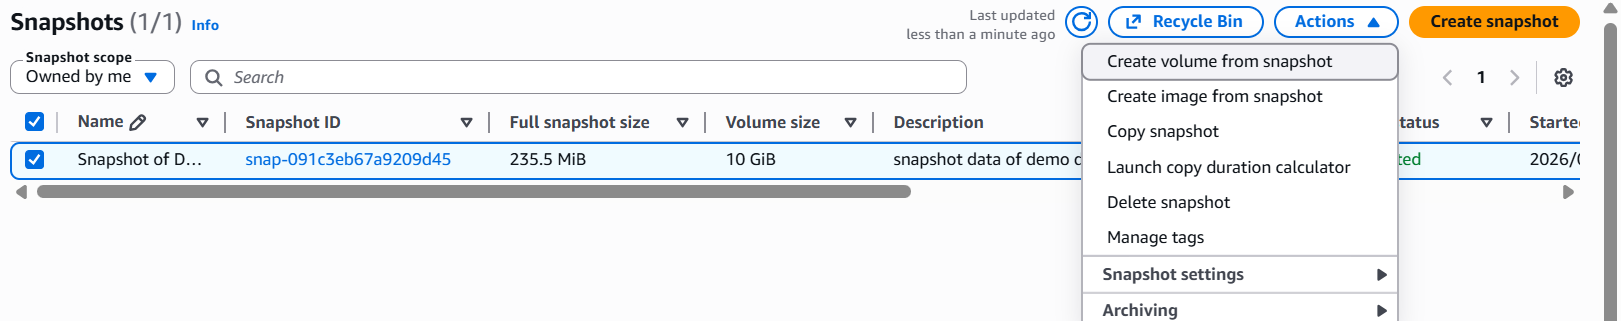 Snapshots (1/1) Info
Last updated
less than a minute ago
Recycle Bin
Actions
Create snapshot
Snapshot scope
Owned by me
Search
1
Name Snapshot ID Full snapshot size Volume size Description tatus Starte
Snapshot of D... snap-091c3eb67a9209d45 235.5 MiB 10 GiB snapshot data of demo ted 2026/
Create volume from snapshot
Create image from snapshot
Copy snapshot
Launch copy duration calculator
Delete snapshot
Manage tags
Snapshot settings
Archiving